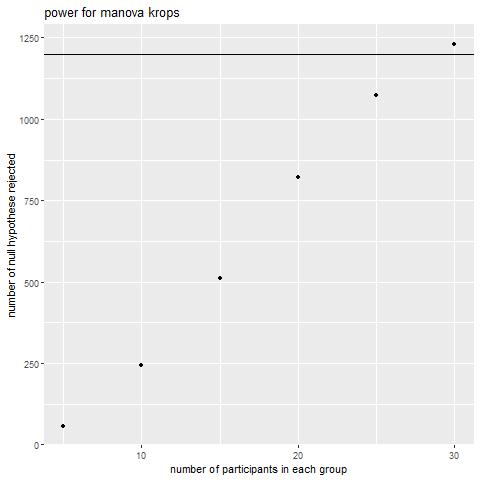 power for manova krops
1250
1000
750
500
250
0
number of null hypothese rejected
10 20 30
number of participants in each group